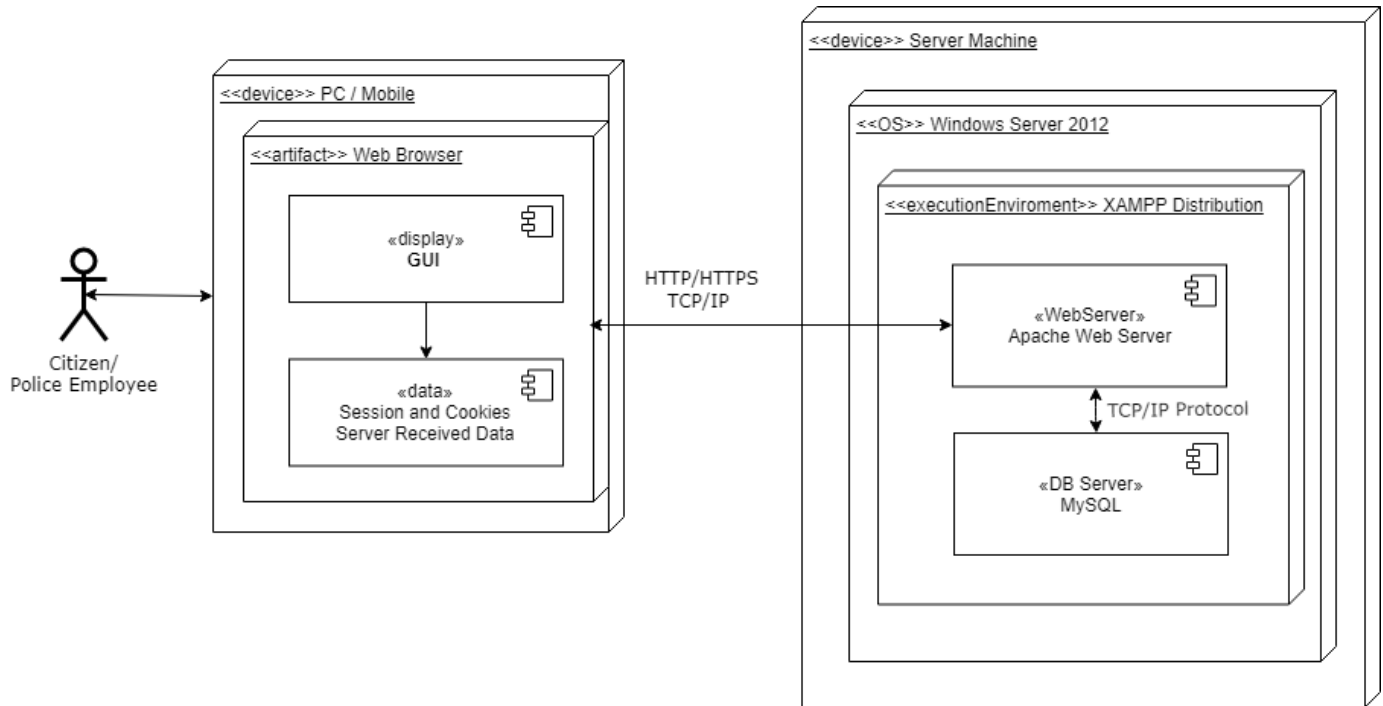 <<device>> Server Machine
<<device>> PC / Mobile
<<OS>> Windows Server 2012
<<artifact>> Web Browser
<<executionEnviroment>> XAMPP Distribution
«display»
GUI
HTTP/HTTPS
TCP/IP
«WebServer»
Apache Web Server
Citizen/
Police Employee
«data»
Session and Cookies
Server Received Data
TCP/IP Protocol
«DB Server»
MySQL